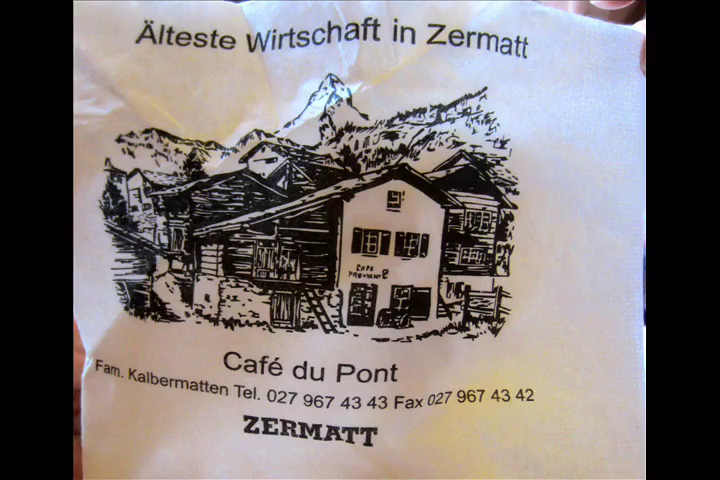 Älteste Wirtschaft in Zermatt
CAFE
Café du Pont
Fam. Kalbermatten Tel. 027 967 43 43 Fax 027 967 43 42
ZERMATT